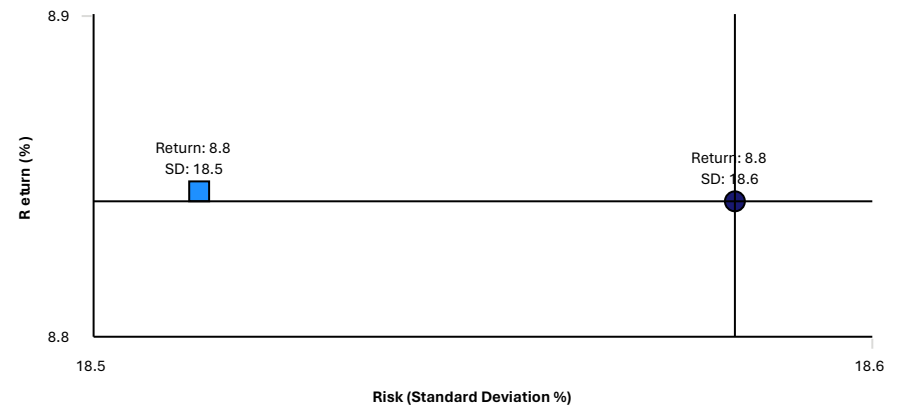 8.9
Return: 8.8
SD: 18.5
Return: 8.8
SD: 18.6
R eturn (%)
8.8
18.5
18.6
Risk (Standard Deviation %)